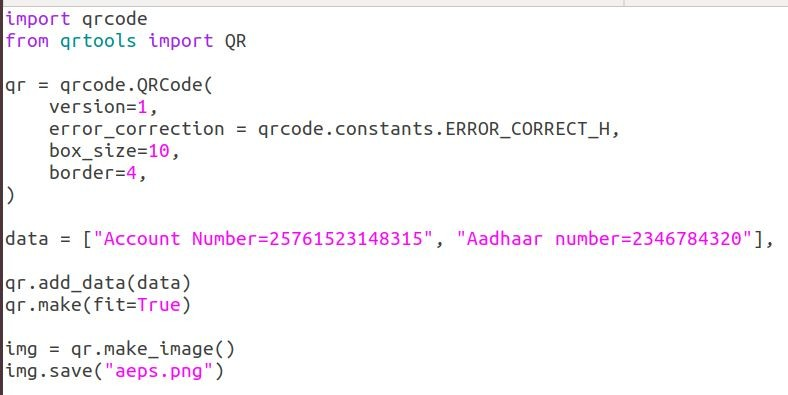 import qrcode
from qrtools import QR
qr = qrcode.QRCode(
    version=1,
    error_correction = qrcode.constants.ERROR_CORRECT_H,
    box_size=10,
    border=4,
)
data = ["Account Number=25761523148315", "Aadhaar number=2346784320"],
qr.add_data(data)
qr.make(fit=True)
img = qr.make_image()
img.save("aeps.png")